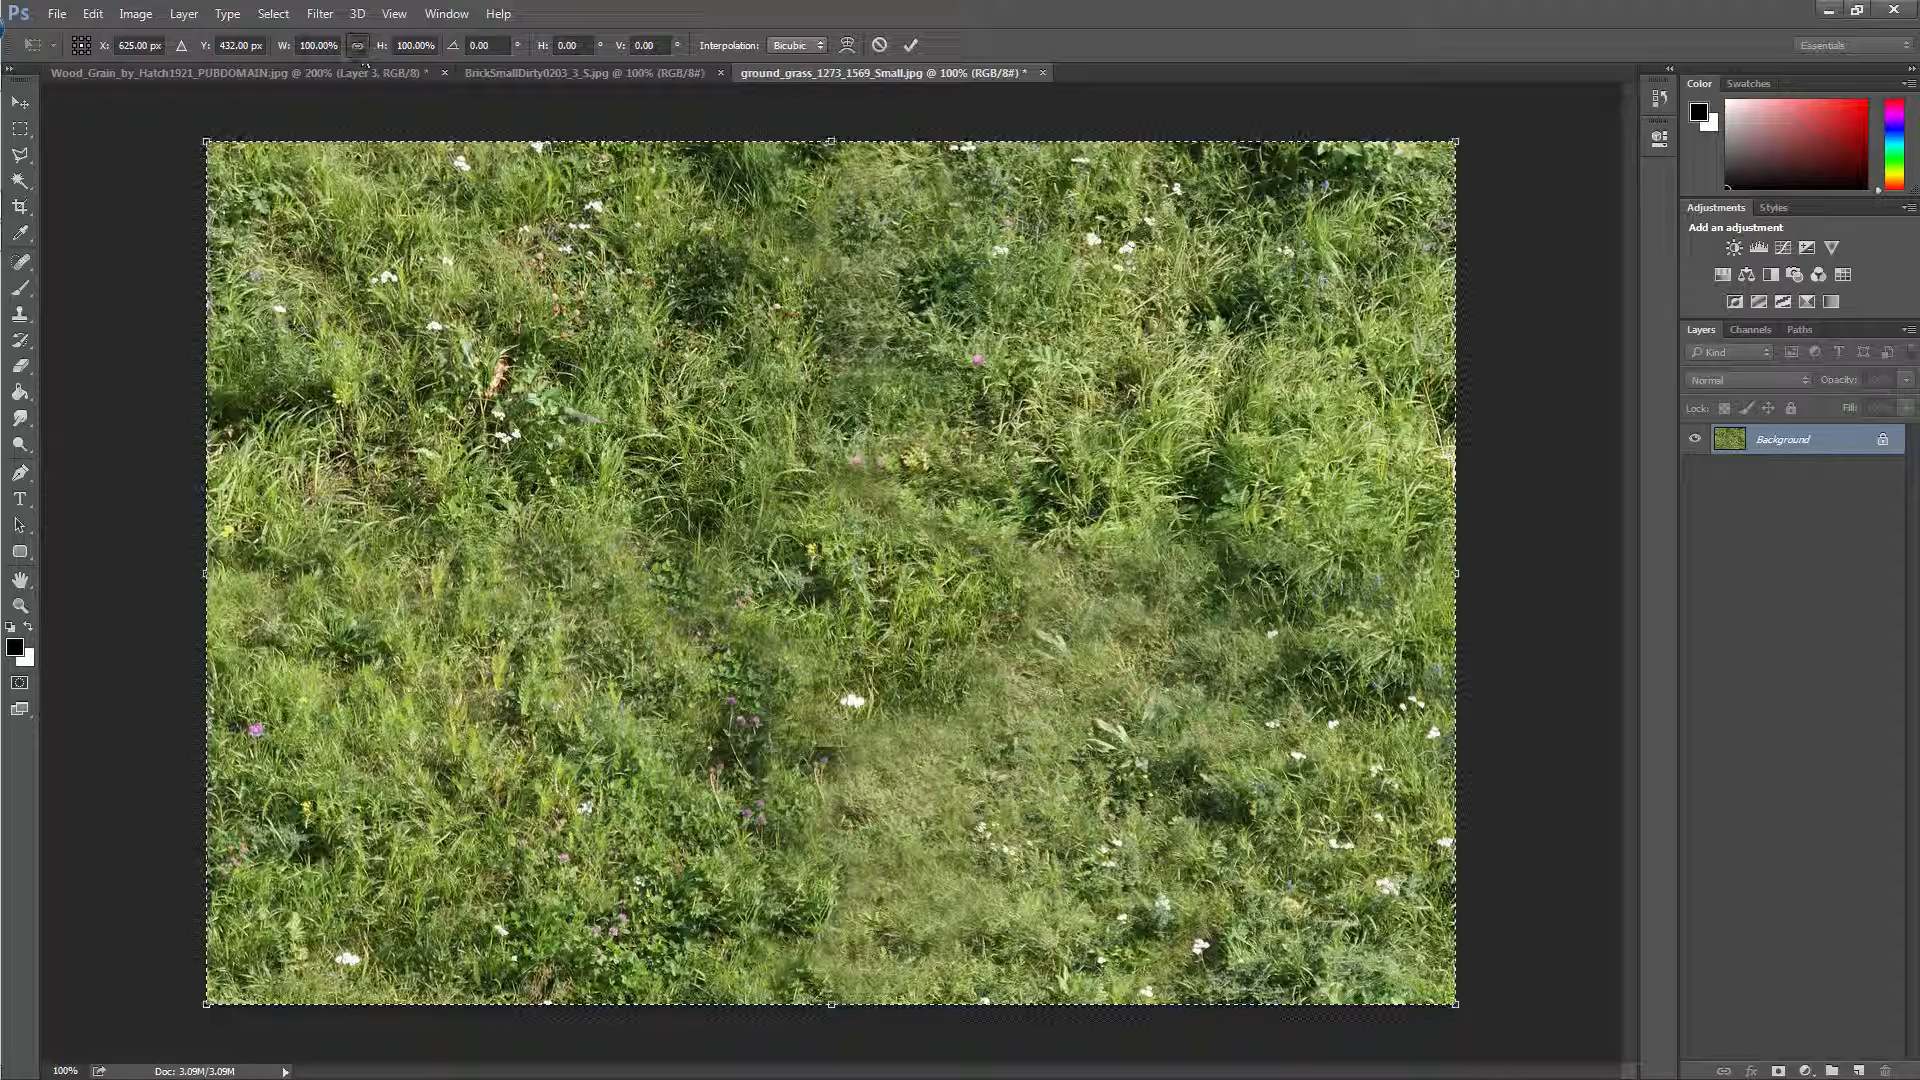 Ps File Edit Image Layer Type Select Filter 3D View Window Help
X: 625.00 px Y: 432.00 px W: 100.00% H: 100.00% 0.00 ° H: 0.00 ° V: 0.00 ° Interpolation: Bicubic Essentials
Wood_Grain_by_Hatch1921_PUBDOMAIN.jpg @ 200% (Layer 3, RGB/8) * × BrickSmallDirty0203_3_S.jpg @ 100% (RGB/8#) × ground_grass_1273_1569_Small.jpg @ 100% (RGB/8#) * ×
Color Swatches
Adjustments Styles
Add an adjustment
Layers Channels Paths
Kind
Normal Opacity: 100%
Lock: Fill: 100%
Background
T
100% Doc: 3.09M/3.09M
fx